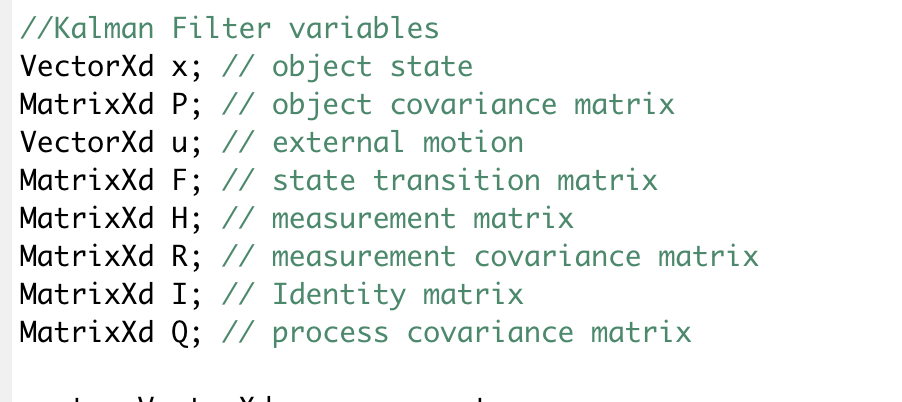 //Kalman Filter variables
VectorXd x; // object state
MatrixXd P; // object covariance matrix
VectorXd u; // external motion
MatrixXd F; // state transition matrix
MatrixXd H; // measurement matrix
MatrixXd R; // measurement covariance matrix
MatrixXd I; // Identity matrix
MatrixXd Q; // process covariance matrix